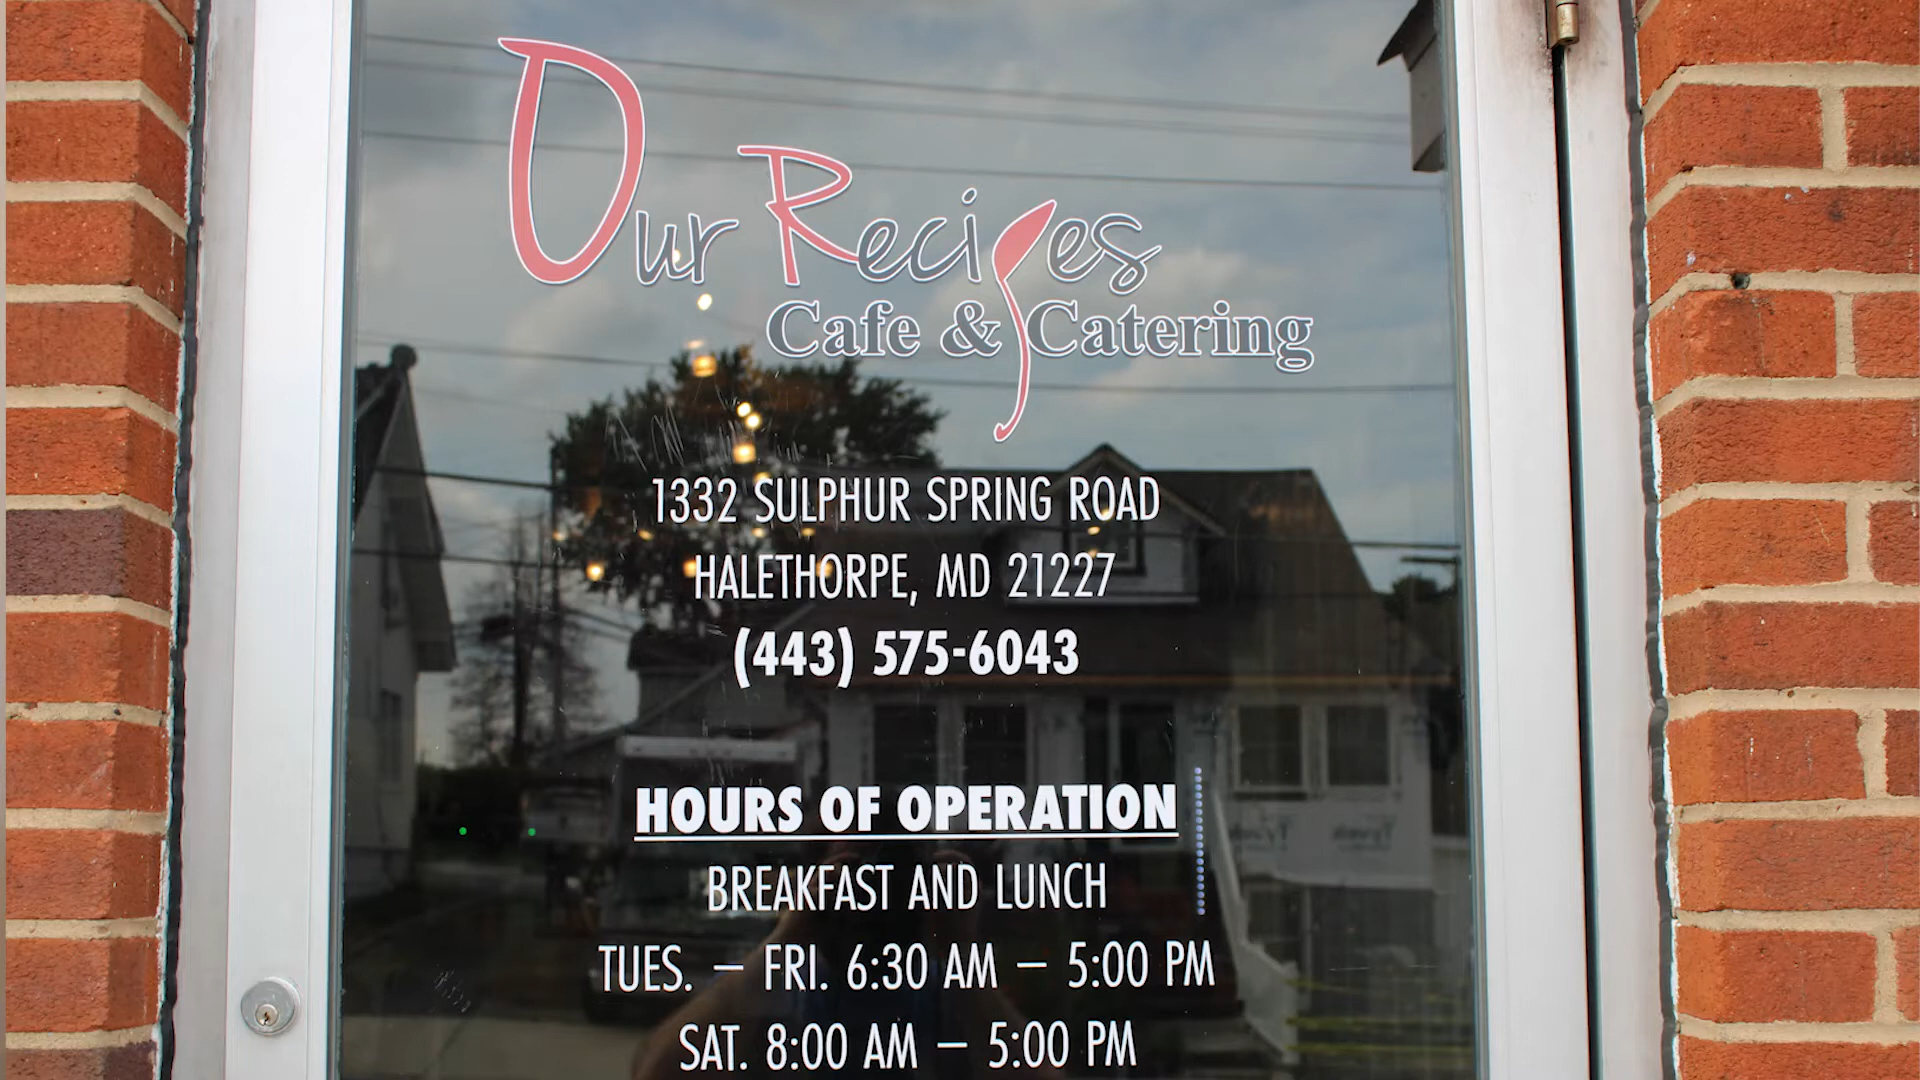 Our Recipes
Cafe & Catering
1332 SULPHUR SPRING ROAD
HALETHORPE, MD 21227
(443) 575-6043
HOURS OF OPERATION
BREAKFAST AND LUNCH
TUES. – FRI. 6:30 AM – 5:00 PM
SAT. 8:00 AM – 5:00 PM